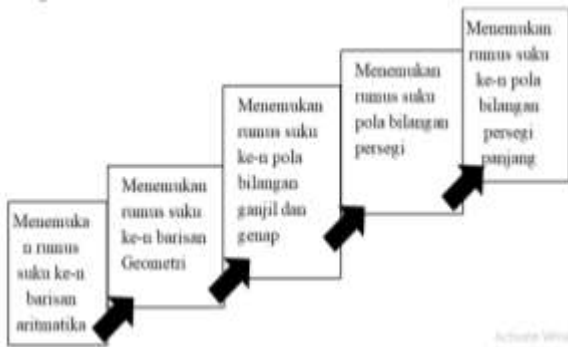 Menemuka
n rumus
suku ke-n
barisan
aritmatika
Menemukan
rumus suku
ke-n barisan
Geometri
Menemukan
rumus suku
ke-n pola
bilangan
ganjil dan
genap
Menemukan
rumus suku
pola bilangan
persegi
Menemukan
rumus suku
ke-n pola
bilangan
persegi
panjang
Activate